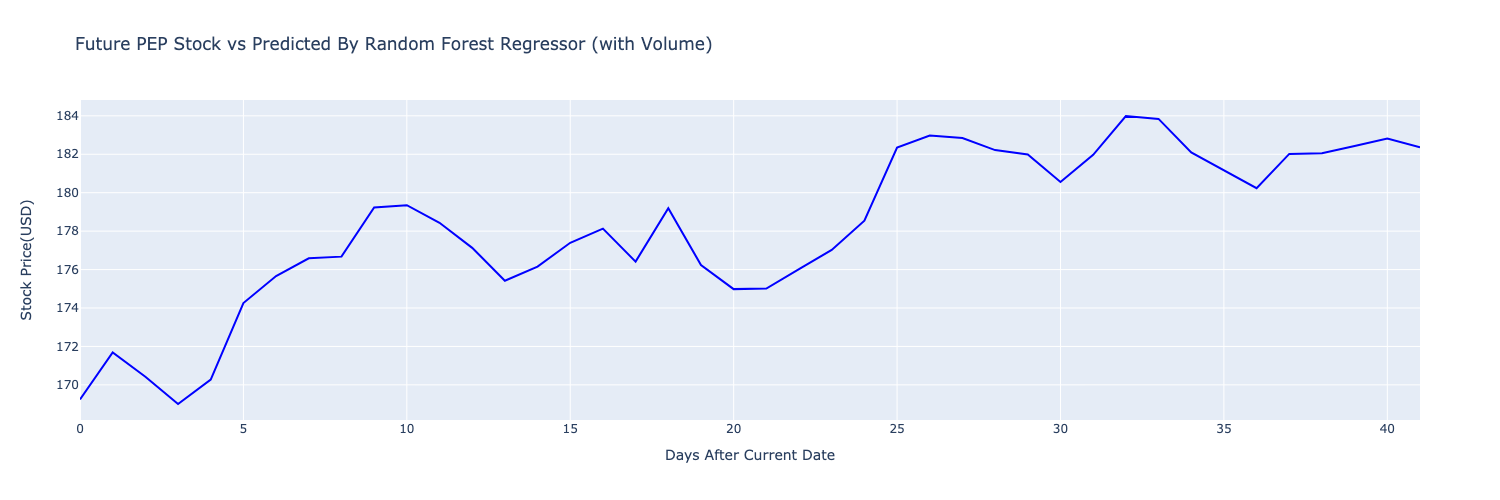 Future PEP Stock vs Predicted By Random Forest Regressor (with Volume)
184
182
180
178
176
174
172
170
Stock Price(USD)
0 5 10 15 20 25 30 35 40
Days After Current Date